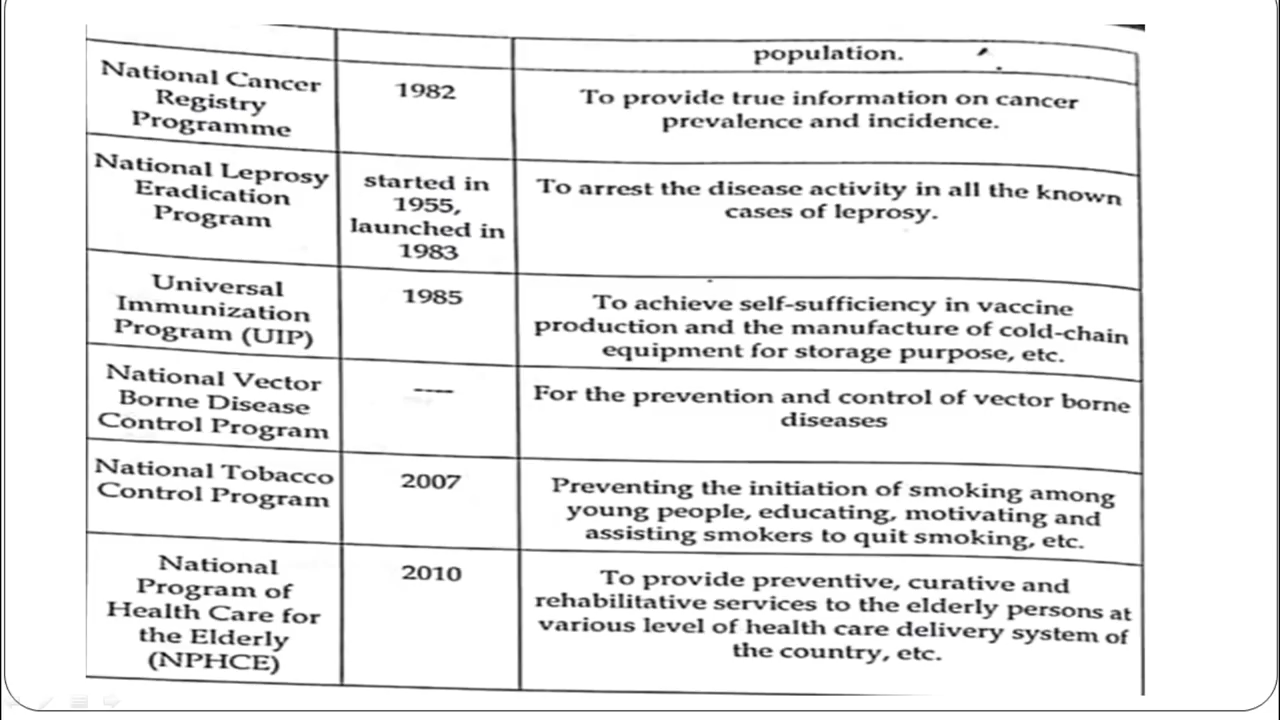 population.
National Cancer
Registry
Programme
1982
To provide true information on cancer
prevalence and incidence.
National Leprosy
Eradication
Program
started in
1955,
launched in
1983
To arrest the disease activity in all the known
cases of leprosy.
Universal
Immunization
Program (UIP)
1985
To achieve self-sufficiency in vaccine
production and the manufacture of cold-chain
equipment for storage purpose, etc.
National Vector
Borne Disease
Control Program
----
For the prevention and control of vector borne
diseases
National Tobacco
Control Program
2007
Preventing the initiation of smoking among
young people, educating, motivating and
assisting smokers to quit smoking, etc.
National
Program of
Health Care for
the Elderly
(NPHCE)
2010
To provide preventive, curative and
rehabilitative services to the elderly persons at
various level of health care delivery system of
the country, etc.